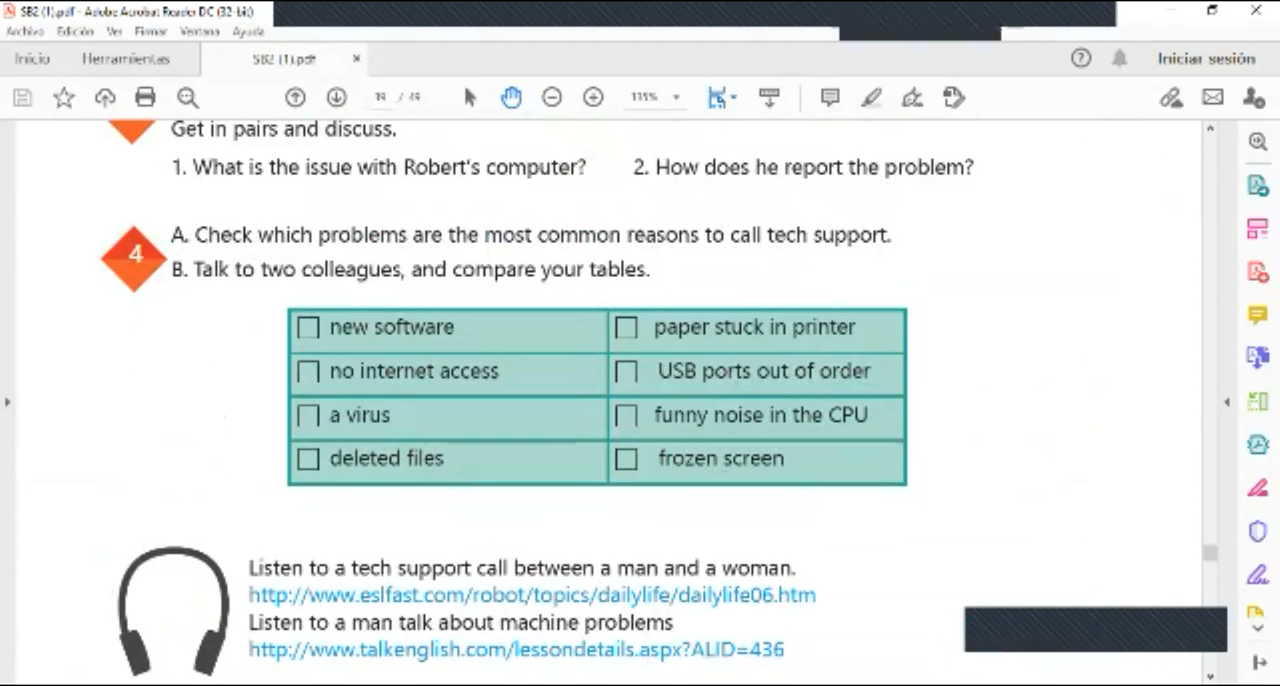 SB2 (1).pdf - Adobe Acrobat Reader DC (32-bit)
Archivo Edición Ver Firmar Ventana Ayuda
Inicio Herramientas SB2 (1).pdf Iniciar sesión
39 / 49 115%
Get in pairs and discuss.
1. What is the issue with Robert's computer? 2. How does he report the problem?
4
A. Check which problems are the most common reasons to call tech support.
B. Talk to two colleagues, and compare your tables.
new software paper stuck in printer
no internet access USB ports out of order
a virus funny noise in the CPU
deleted files frozen screen
Listen to a tech support call between a man and a woman.
http://www.eslfast.com/robot/topics/dailylife/dailylife06.htm
Listen to a man talk about machine problems
http://www.talkenglish.com/lessondetails.aspx?ALID=436